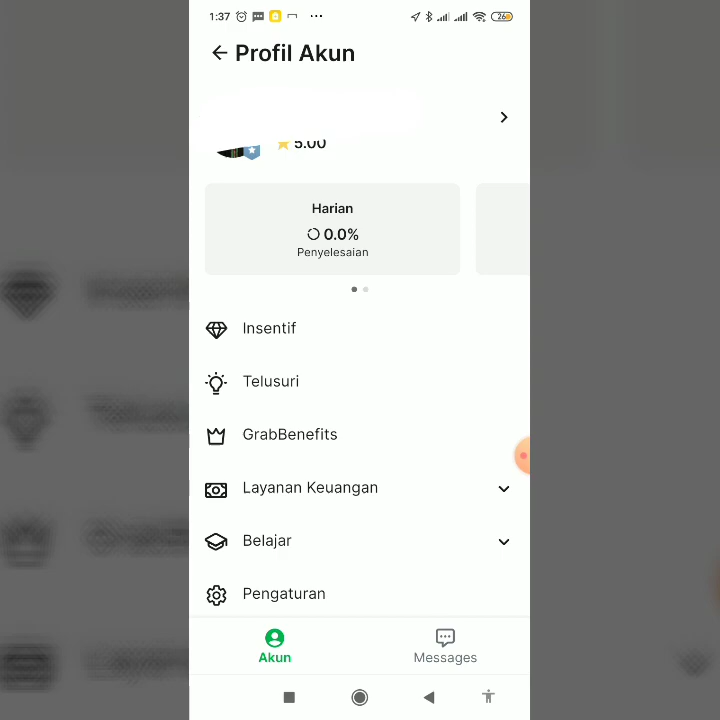 1:37
26
Profil Akun
5.00
Harian
0.0%
Penyelesaian
Insentif
Telusuri
GrabBenefits
Layanan Keuangan
Belajar
Pengaturan
Akun
Messages